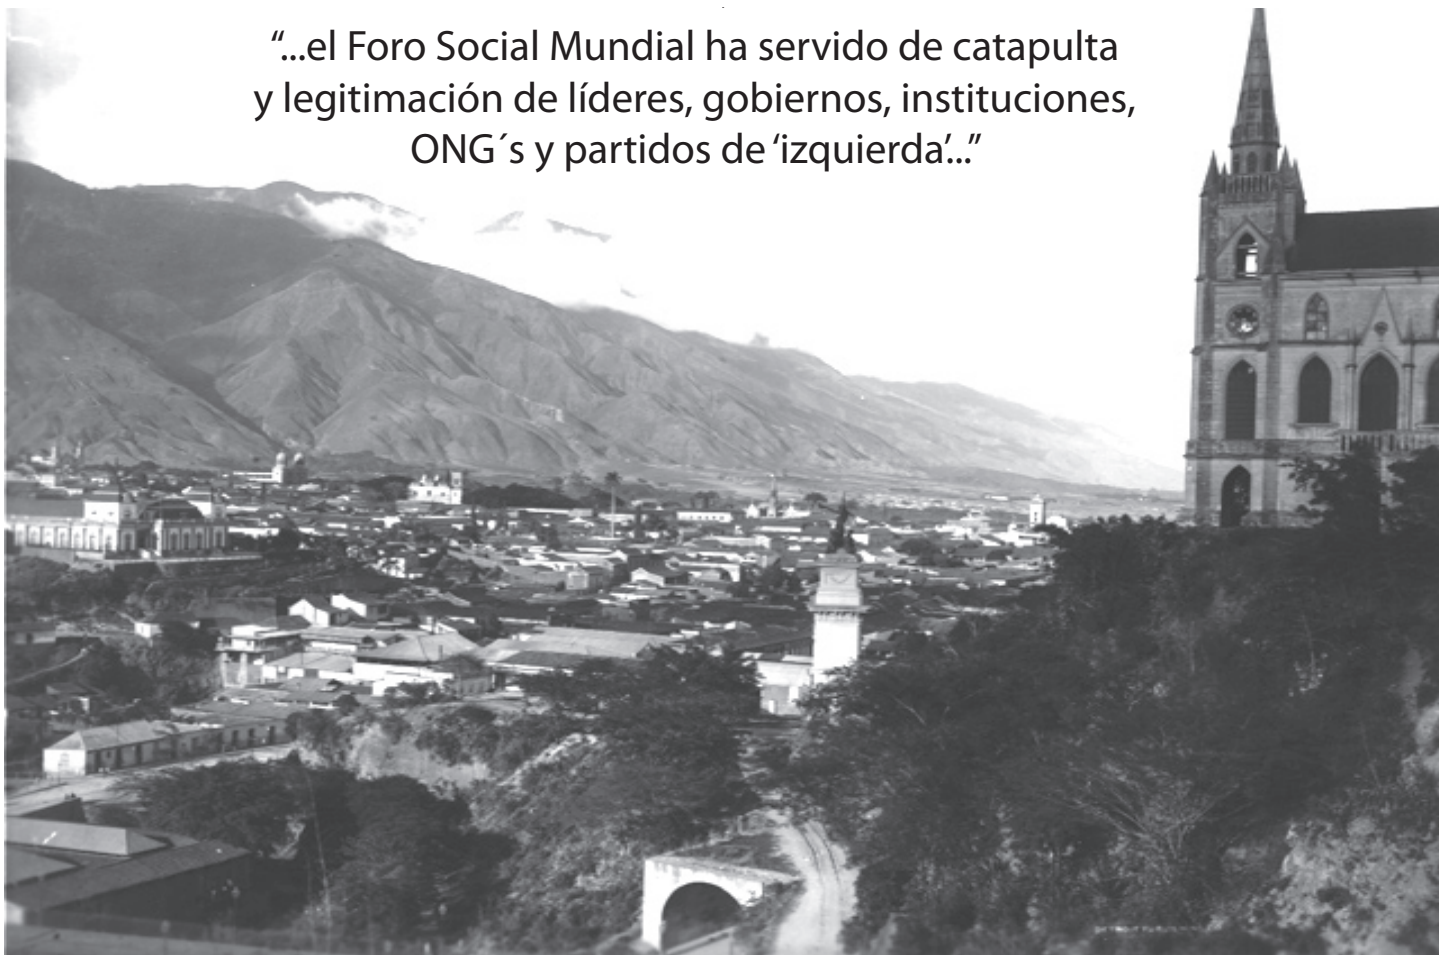 “...el Foro Social Mundial ha servido de catapulta
y legitimación de líderes, gobiernos, instituciones,
ONG´s y partidos de ‘izquierda’...”